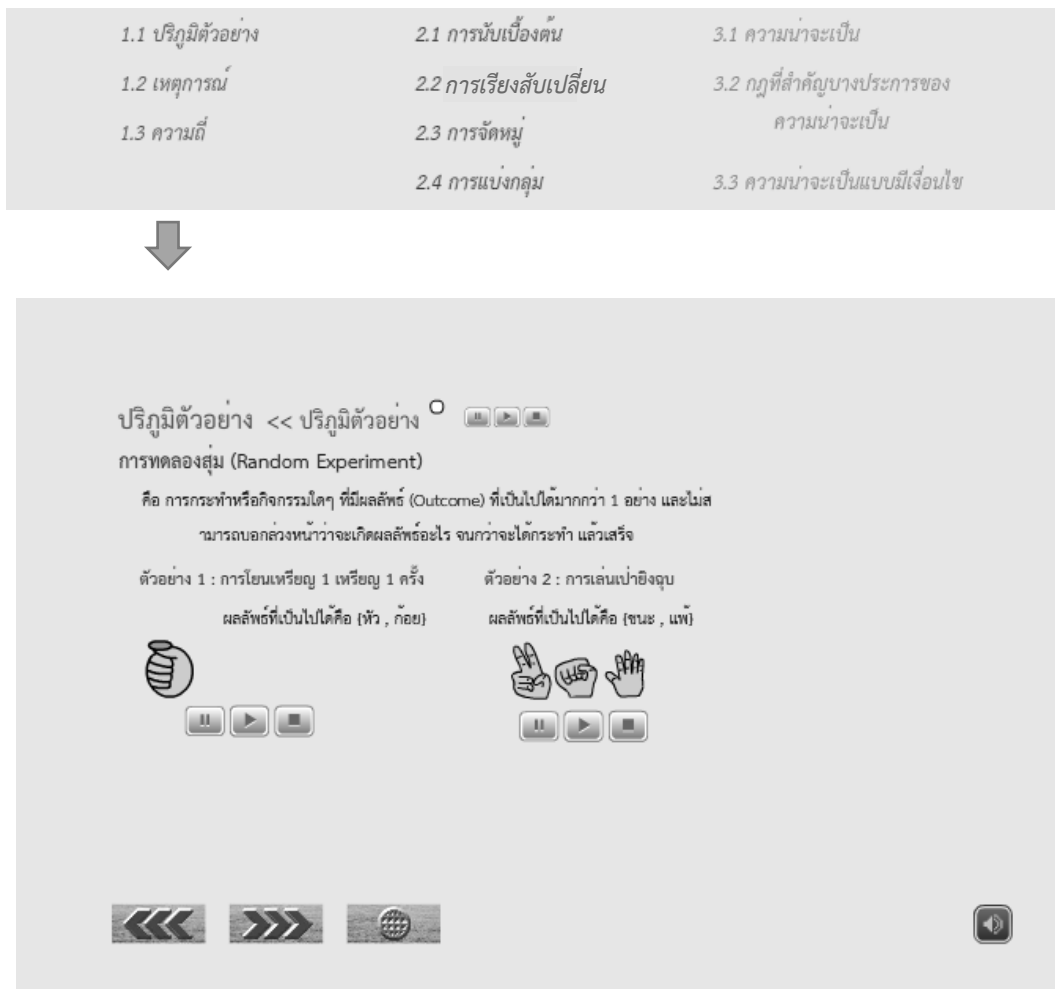 1.1 ปริภูมิตัวอย่าง
1.2 เหตุการณ์
1.3 ความถี่
2.1 การนับเบื้องต้น
2.2 การเรียงสับเปลี่ยน
2.3 การจัดหมู่
2.4 การแบ่งกลุ่ม
3.1 ความน่าจะเป็น
3.2 กฎที่สำคัญบางประการของ
ความน่าจะเป็น
3.3 ความน่าจะเป็นแบบมีเงื่อนไข
ปริภูมิตัวอย่าง << ปริภูมิตัวอย่าง
การทดลองสุ่ม (Random Experiment)
คือ การกระทำหรือกิจกรรมใดๆ ที่มีผลลัพธ์ (Outcome) ที่เป็นไปได้มากกว่า 1 อย่าง และไม่ส
ามารถบอกล่วงหน้าว่าจะเกิดผลลัพธ์อะไร จนกว่าจะได้กระทำ แล้วเสร็จ
ตัวอย่าง 1 : การโยนเหรียญ 1 เหรียญ 1 ครั้ง
ผลลัพธ์ที่เป็นไปได้คือ {หัว , ก้อย}
ตัวอย่าง 2 : การเล่นเป่ายิงฉุบ
ผลลัพธ์ที่เป็นไปได้คือ {ชนะ , แพ้}